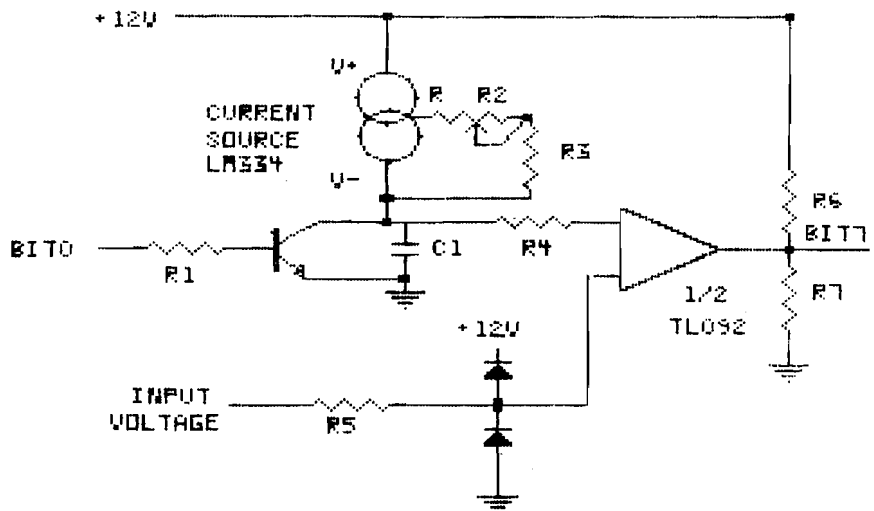 +12V
V+
R R2
CURRENT
SOURCE
LM334
R3
V-
R6
BIT0
R1
C1
R4
BIT7
1/2
TL092
R7
+12V
INPUT
VOLTAGE
R5